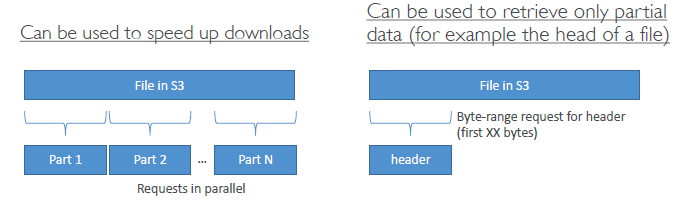 Can be used to speed up downloads
File in S3
Part 1
Part 2
...
Part N
Requests in parallel
Can be used to retrieve only partial
data (for example the head of a file)
File in S3
Byte-range request for header
(first XX bytes)
header